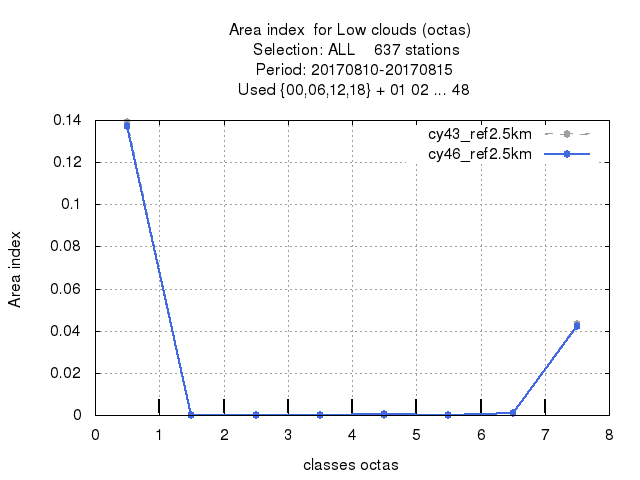 Area index  for Low clouds (octas)
Selection: ALL    637 stations
Period: 20170810-20170815
Used {00,06,12,18} + 01 02 ... 48
cy43_ref2.5km
cy46_ref2.5km
0.14
0.12
0.1
0.08
0.06
0.04
0.02
0
Area index
0 1 2 3 4 5 6 7 8
classes octas